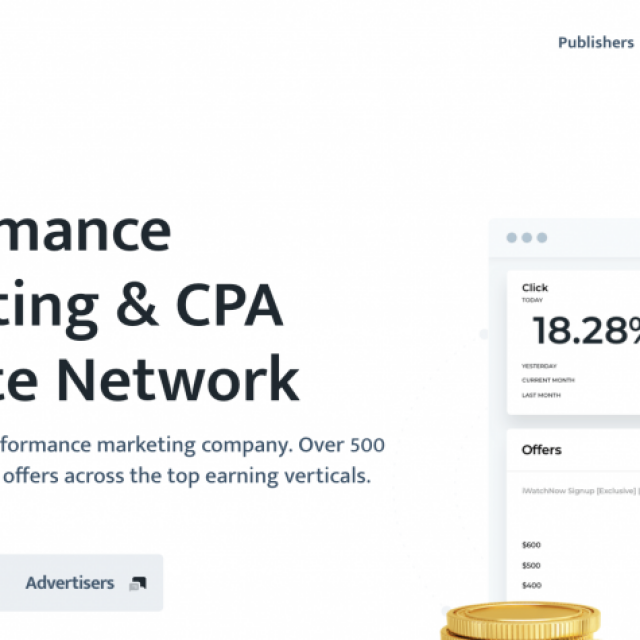 Publishers
mance
ting & CPA
te Network
formance marketing company. Over 500
offers across the top earning verticals.
Advertisers
Click
TODAY
18.28%
YESTERDAY
CURRENT MONTH
LAST MONTH
Offers
iWatchNow Signup [Exclusive]
$600
$500
$400